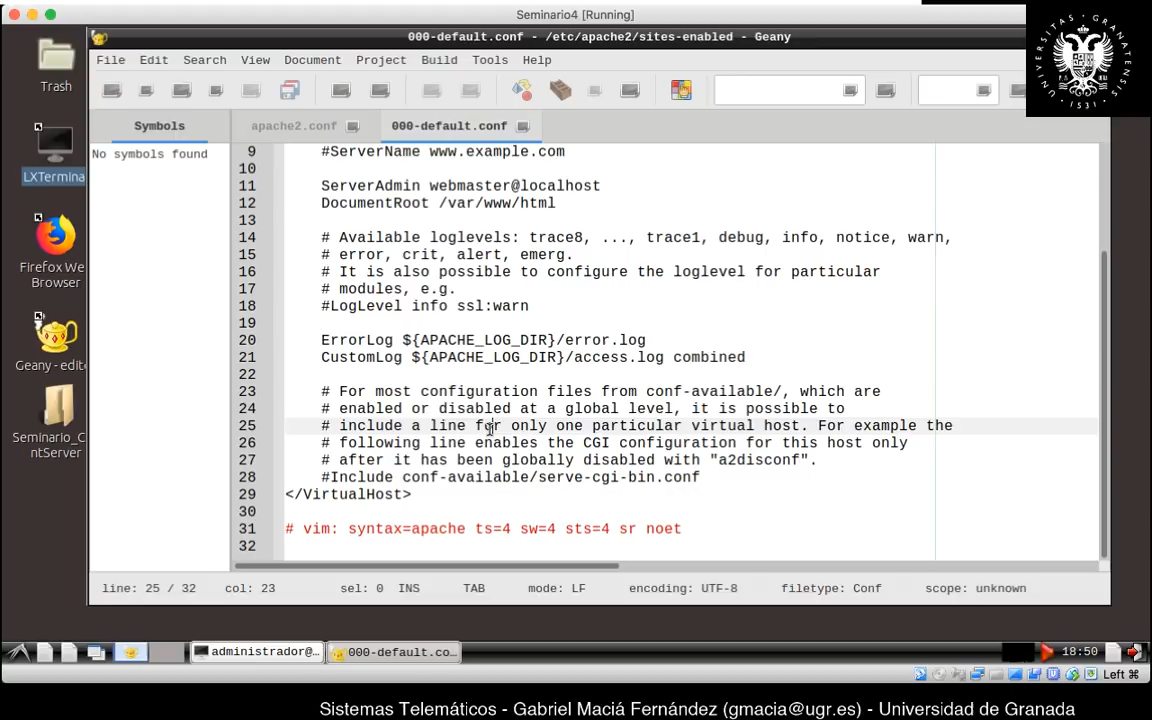 Seminario4 [Running]
000-default.conf - /etc/apache2/sites-enabled - Geany
File Edit Search View Document Project Build Tools Help
Trash
LXTermina
Firefox We
Browser
Geany - edit
Seminario_C
ntServer
Symbols
No symbols found
apache2.conf 000-default.conf
9 #ServerName www.example.com
10
11 ServerAdmin webmaster@localhost
12 DocumentRoot /var/www/html
13
14 # Available loglevels: trace8, ..., trace1, debug, info, notice, warn,
15 # error, crit, alert, emerg.
16 # It is also possible to configure the loglevel for particular
17 # modules, e.g.
18 #LogLevel info ssl:warn
19
20 ErrorLog ${APACHE_LOG_DIR}/error.log
21 CustomLog ${APACHE_LOG_DIR}/access.log combined
22
23 # For most configuration files from conf-available/, which are
24 # enabled or disabled at a global level, it is possible to
25 # include a line for only one particular virtual host. For example the
26 # following line enables the CGI configuration for this host only
27 # after it has been globally disabled with "a2disconf".
28 #Include conf-available/serve-cgi-bin.conf
29 </VirtualHost>
30
31 # vim: syntax=apache ts=4 sw=4 sts=4 sr noet
32
line: 25 / 32 col: 23 sel: 0 INS TAB mode: LF encoding: UTF-8 filetype: Conf scope: unknown
administrador@... 000-default.co... 18:50
Left ⌘
UNIVERSITAS GRANATENSIS 1531
Sistemas Telemáticos - Gabriel Maciá Fernández (gmacia@ugr.es) - Universidad de Granada